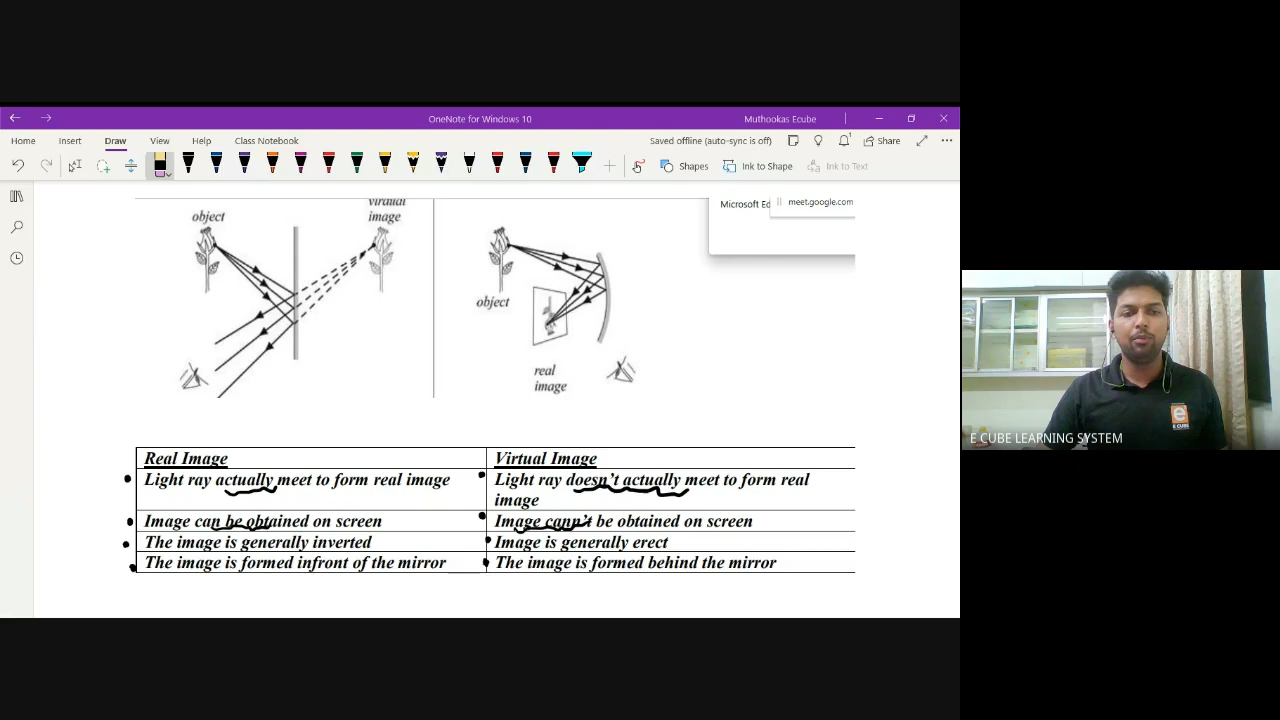 OneNote for Windows 10
Muthookas Ecube
Home
Insert
Draw
View
Help
Class Notebook
Saved offline (auto-sync is off)
Share
Shapes
Ink to Shape
Ink to Text
object
virtual
image
object
real
image
Microsoft Ed
meet.google.com
Real Image
Virtual Image
Light ray actually meet to form real image
Light ray doesn't actually meet to form real
image
Image can be obtained on screen
Image cann't be obtained on screen
The image is generally inverted
Image is generally erect
The image is formed infront of the mirror
The image is formed behind the mirror
e
E CUBE
E CUBE LEARNING SYSTEM